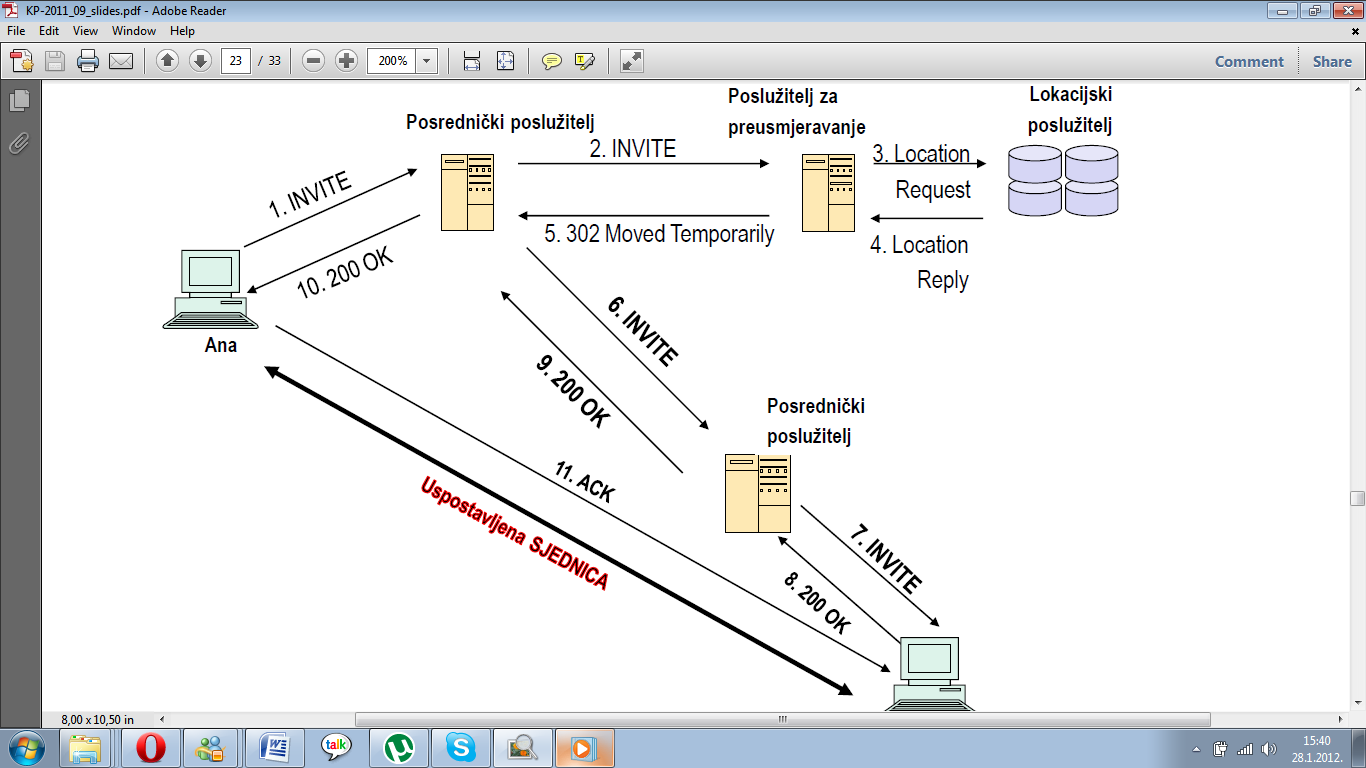 KP-2011_09_slides.pdf - Adobe Reader
File Edit View Window Help
23 / 33 200% Comment Share
Posrednički poslužitelj
Poslužitelj za
preusmjeravanje
Lokacijski
poslužitelj
1. INVITE
2. INVITE
3. Location
Request
4. Location
Reply
5. 302 Moved Temporarily
10. 200 OK
Ana
6. INVITE
9. 200 OK
Posrednički
poslužitelj
11. ACK
Uspostavljena SJEDNICA
7. INVITE
8. 200 OK
8,00 x 10,50 in
talk
15:40
28.1.2012.